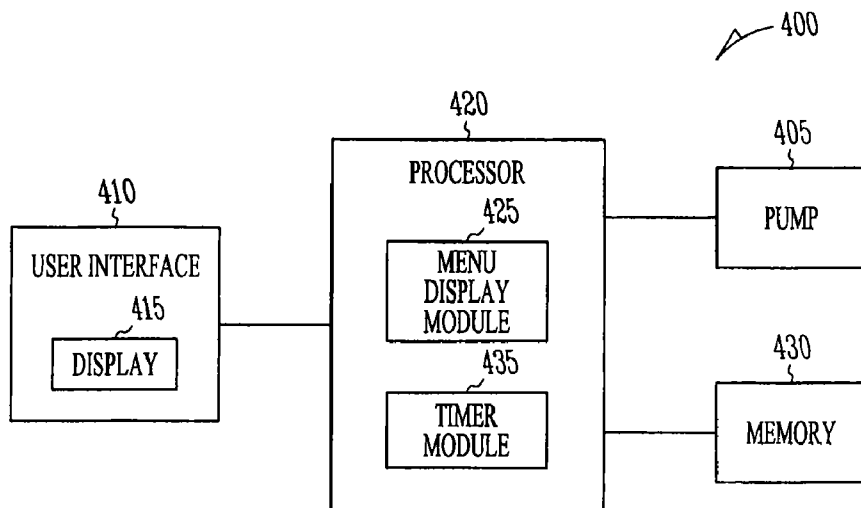 400
420
PROCESSOR
405
PUMP
410
USER INTERFACE
415
DISPLAY
425
MENU
DISPLAY
MODULE
435
TIMER
MODULE
430
MEMORY